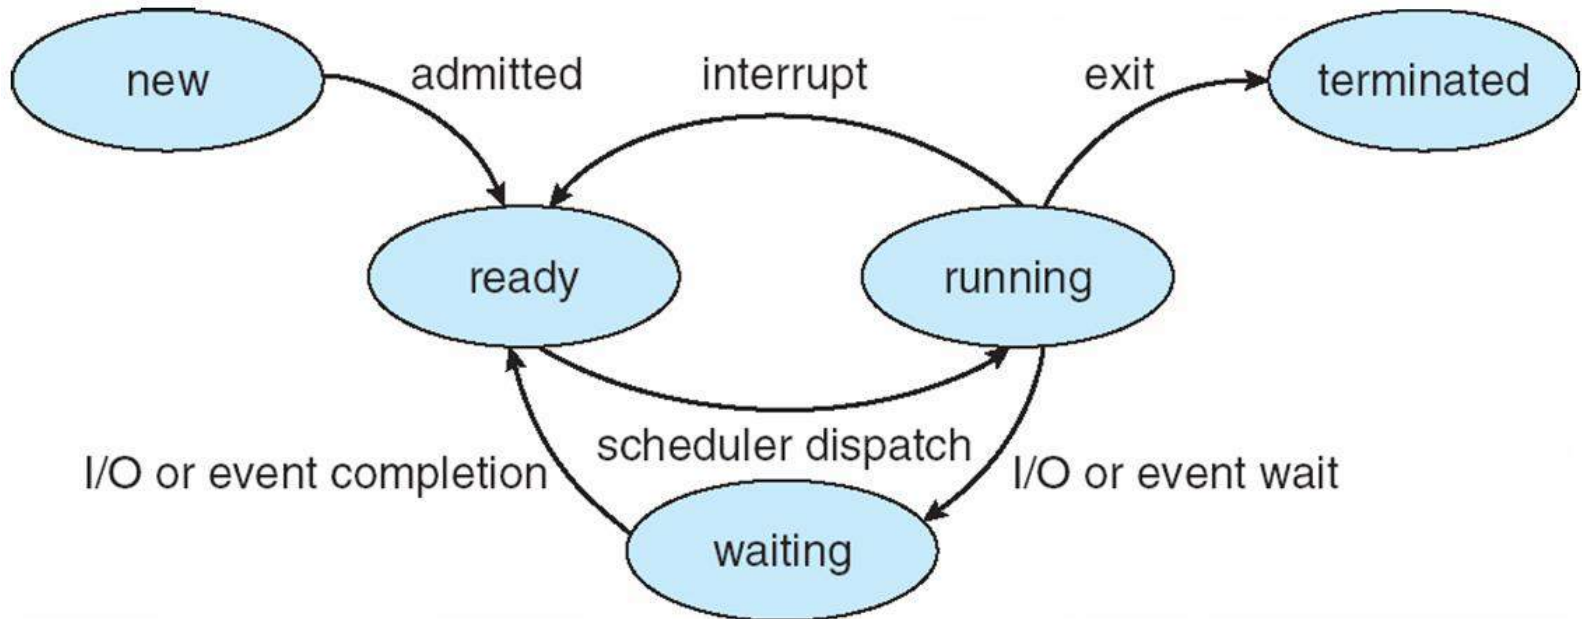 new
admitted
interrupt
exit
terminated
ready
running
scheduler dispatch
I/O or event completion
I/O or event wait
waiting